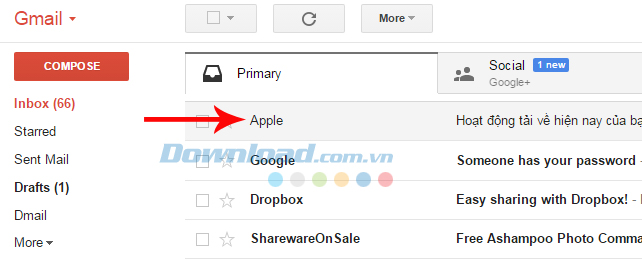 Gmail
More
COMPOSE
Primary
Social 1 new
Google+
Inbox (66)
Starred
Sent Mail
Drafts (1)
Dmail
More
Apple Hoạt động tải về hiện nay của
Download.com.vn
Google Someone has your password -
Dropbox Easy sharing with Dropbox! -
SharewareOnSale Free Ashampoo Photo